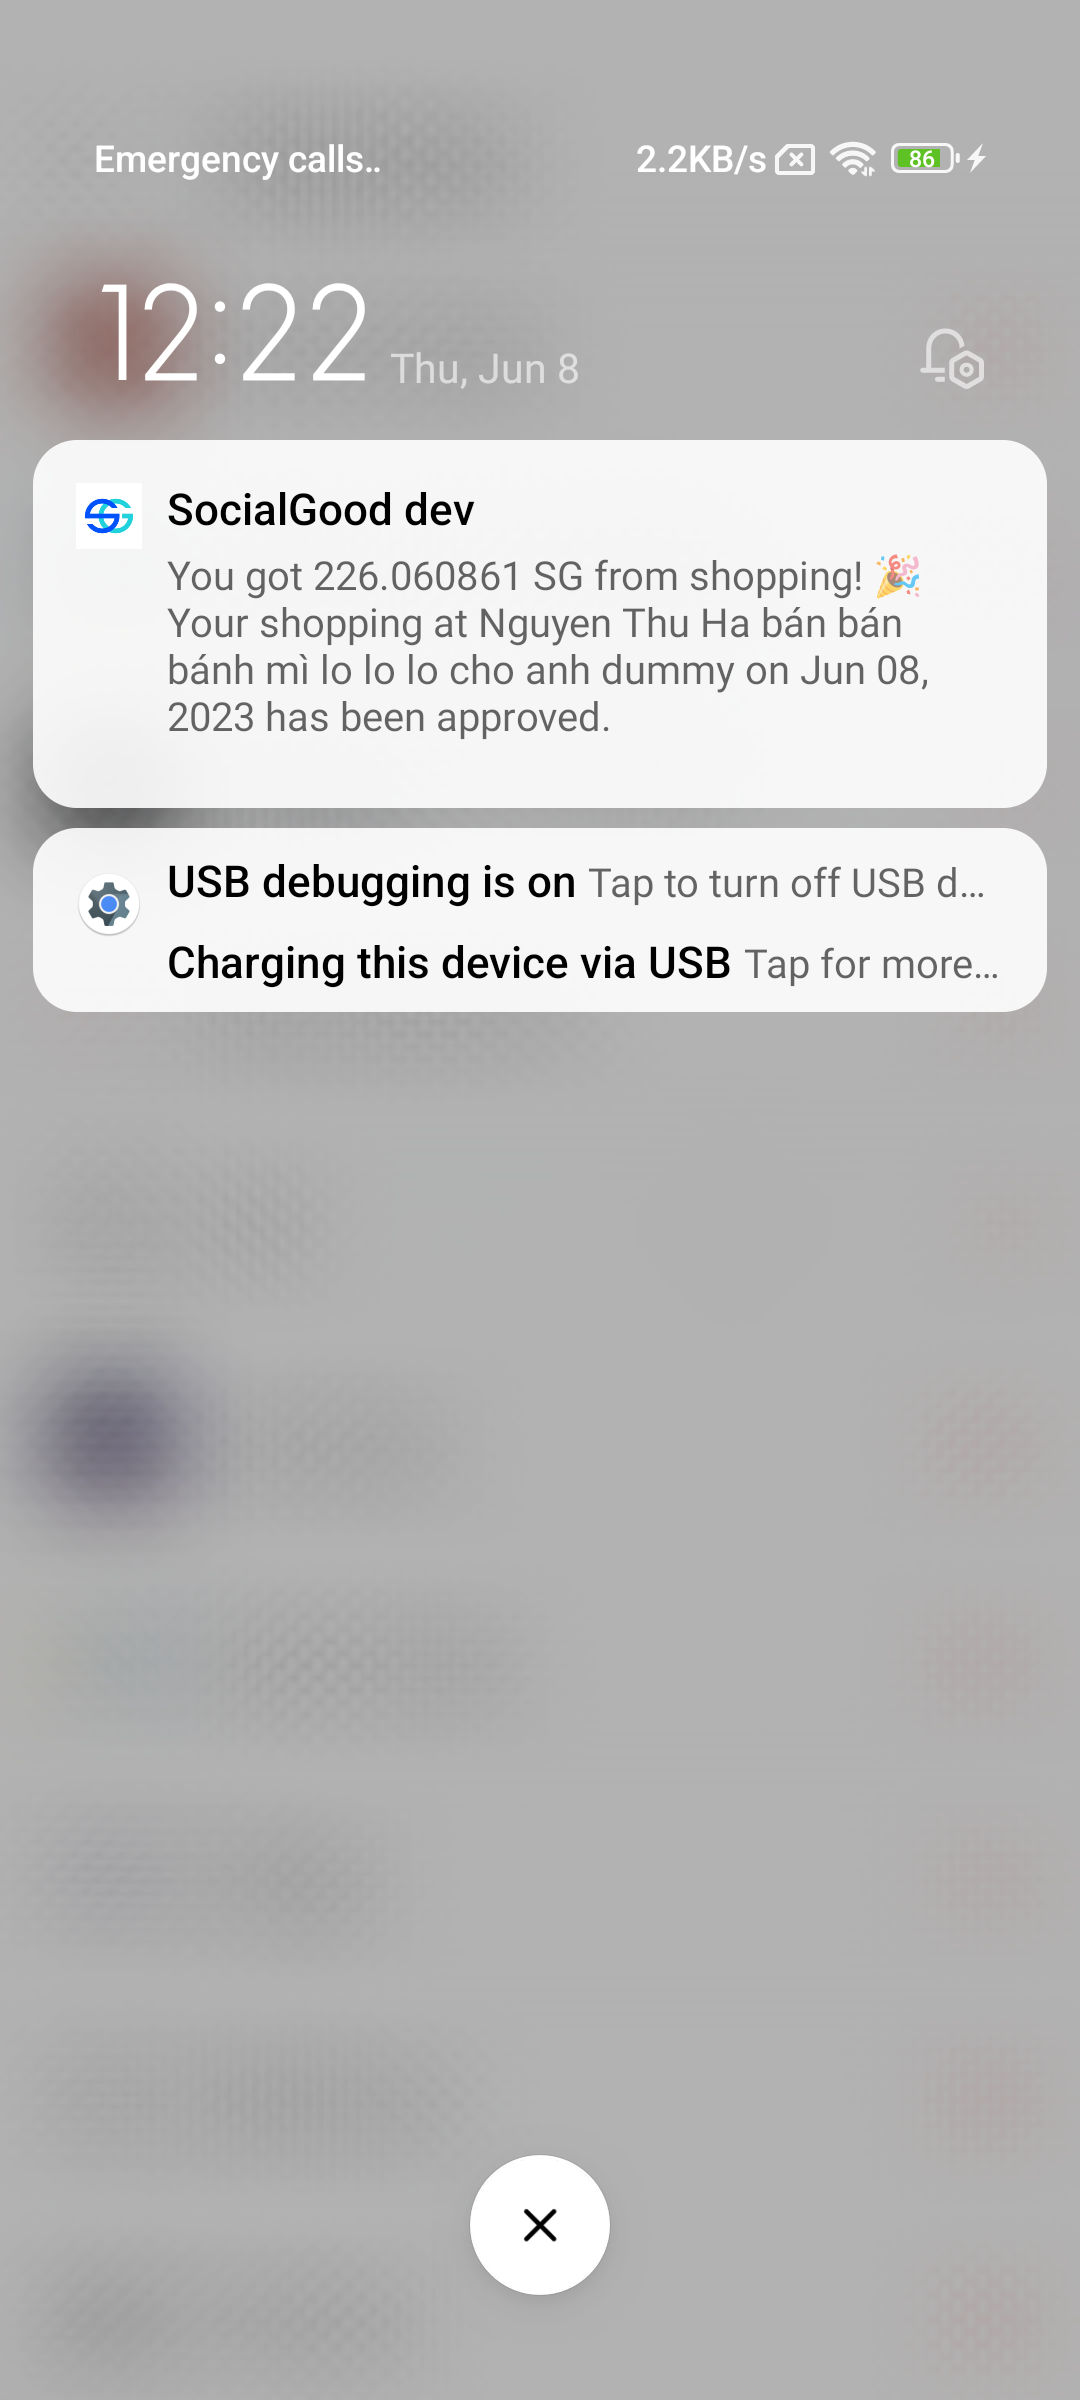 Emergency calls..
2.2KB/s
86
12:22 Thu, Jun 8
SocialGood dev
You got 226.060861 SG from shopping! 🎉
Your shopping at Nguyen Thu Ha bán bán
bánh mì lo lo lo cho anh dummy on Jun 08,
2023 has been approved.
USB debugging is on Tap to turn off USB d...
Charging this device via USB Tap for more...